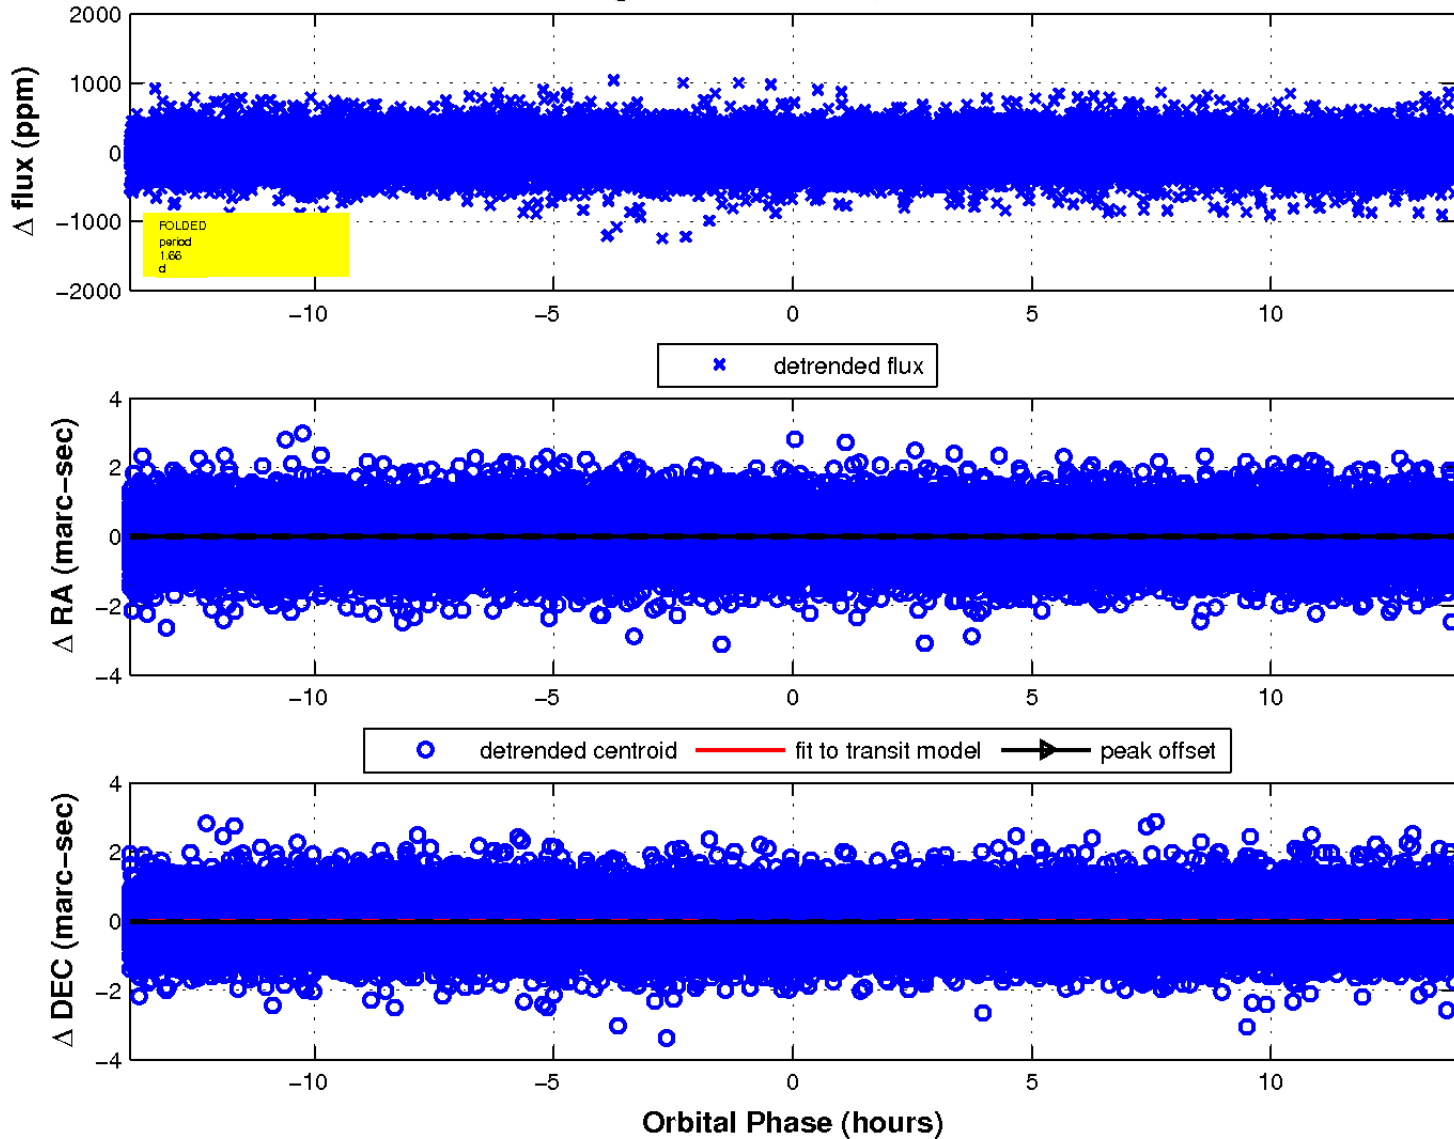 2000
1000
0
−1000
−2000
Δ flux (ppm)
FOLDED
period
1.66
d
−10 −5 0 5 10
detrended flux
4
2
0
−2
−4
Δ RA (marc−sec)
−10 −5 0 5 10
detrended centroid fit to transit model peak offset
4
2
0
−2
−4
Δ DEC (marc−sec)
−10 −5 0 5 10
Orbital Phase (hours)